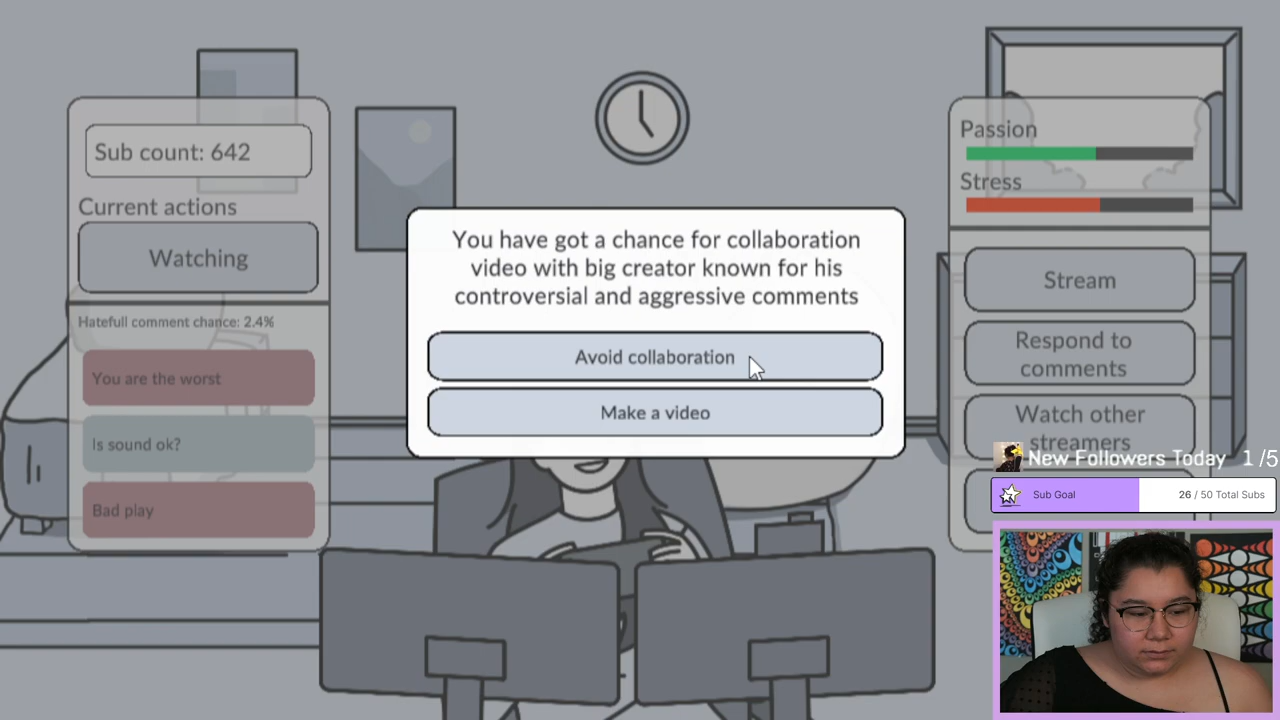 Sub count: 642
Current actions
Watching
Hatefull comment chance: 2.4%
You are the worst
Is sound ok?
Bad play
You have got a chance for collaboration
video with big creator known for his
controversial and aggressive comments
Avoid collaboration
Make a video
Passion
Stress
Stream
Respond to
comments
Watch other
streamers
New Followers Today 1 /5
Sub Goal 26 / 50 Total Subs